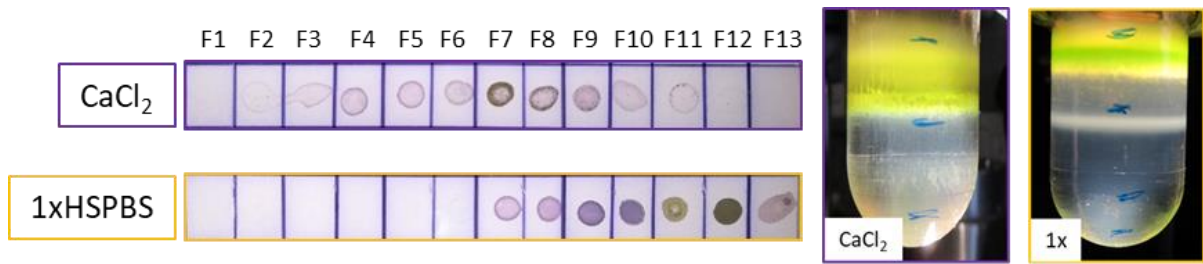 F1 F2 F3 F4 F5 F6 F7 F8 F9 F10 F11 F12 F13
CaCl₂
1xHSPBS
CaCl₂
1x